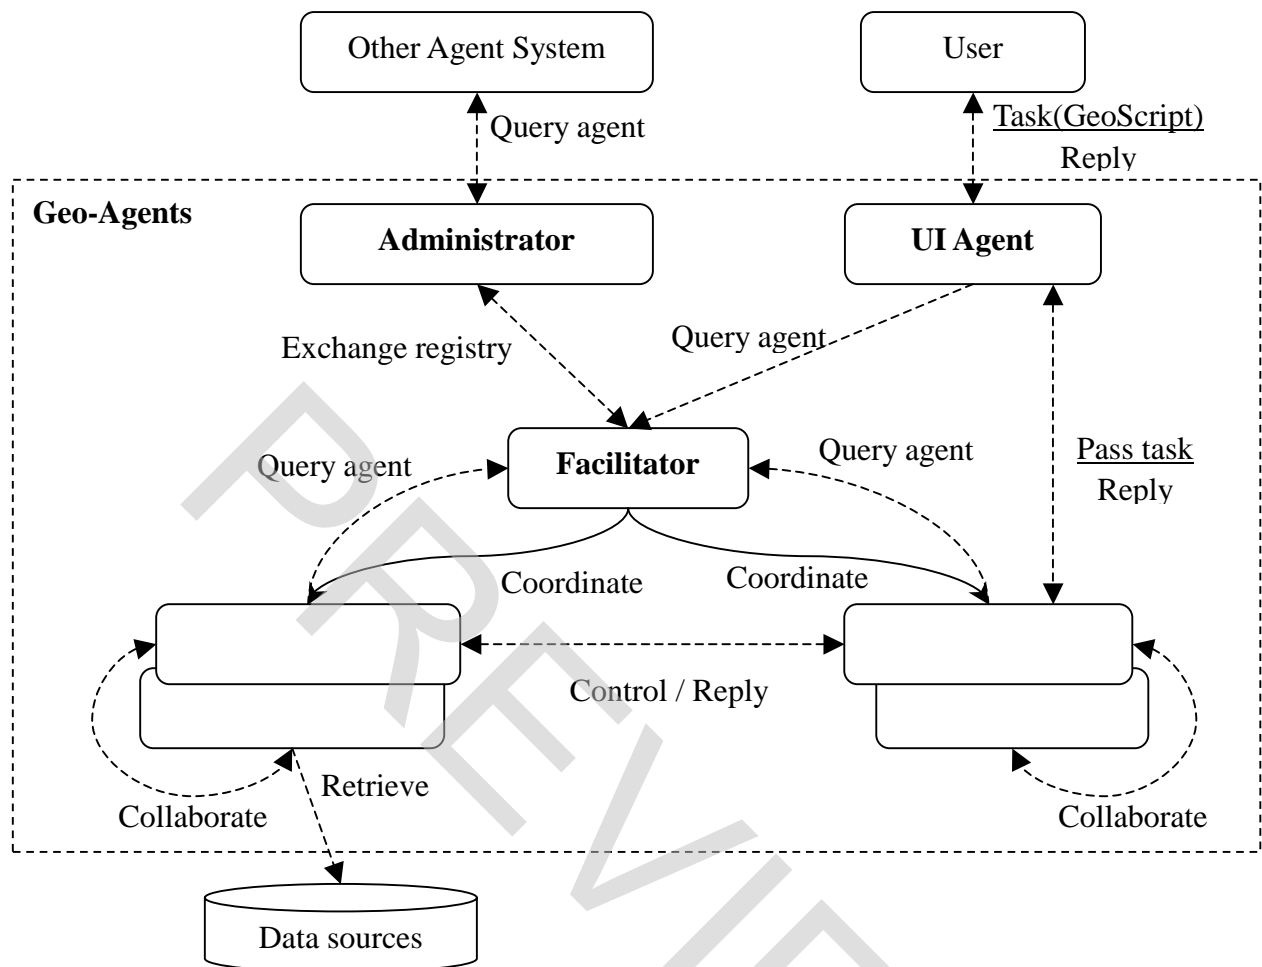 Other Agent System
User
Query agent
Task(GeoScript)
Reply
Geo-Agents
Administrator
UI Agent
Exchange registry
Query agent
Query agent
Facilitator
Query agent
Pass task
Reply
Coordinate
Coordinate
Control / Reply
Retrieve
Collaborate
Collaborate
Data sources